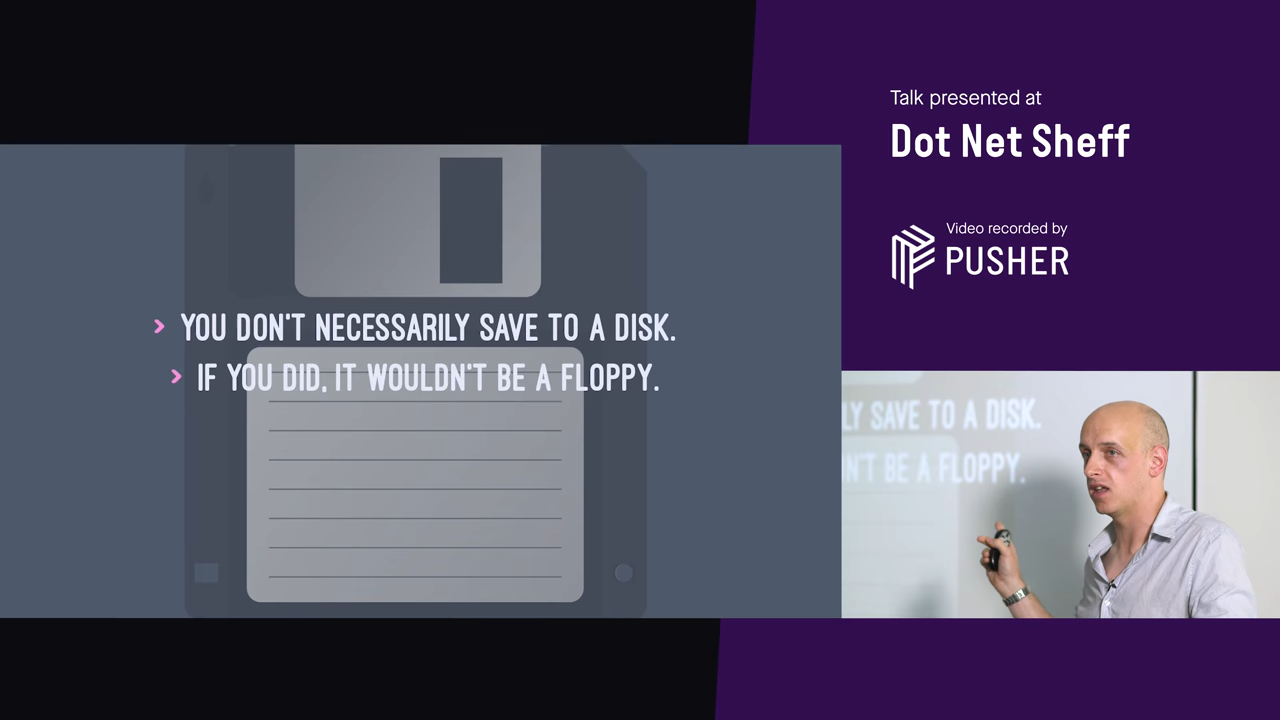 Talk presented at
Dot Net Sheff
Video recorded by
PUSHER
> YOU DON'T NECESSARILY SAVE TO A DISK.
> IF YOU DID, IT WOULDN'T BE A FLOPPY.
LY SAVE TO A DISK.
N'T BE A FLOPPY.